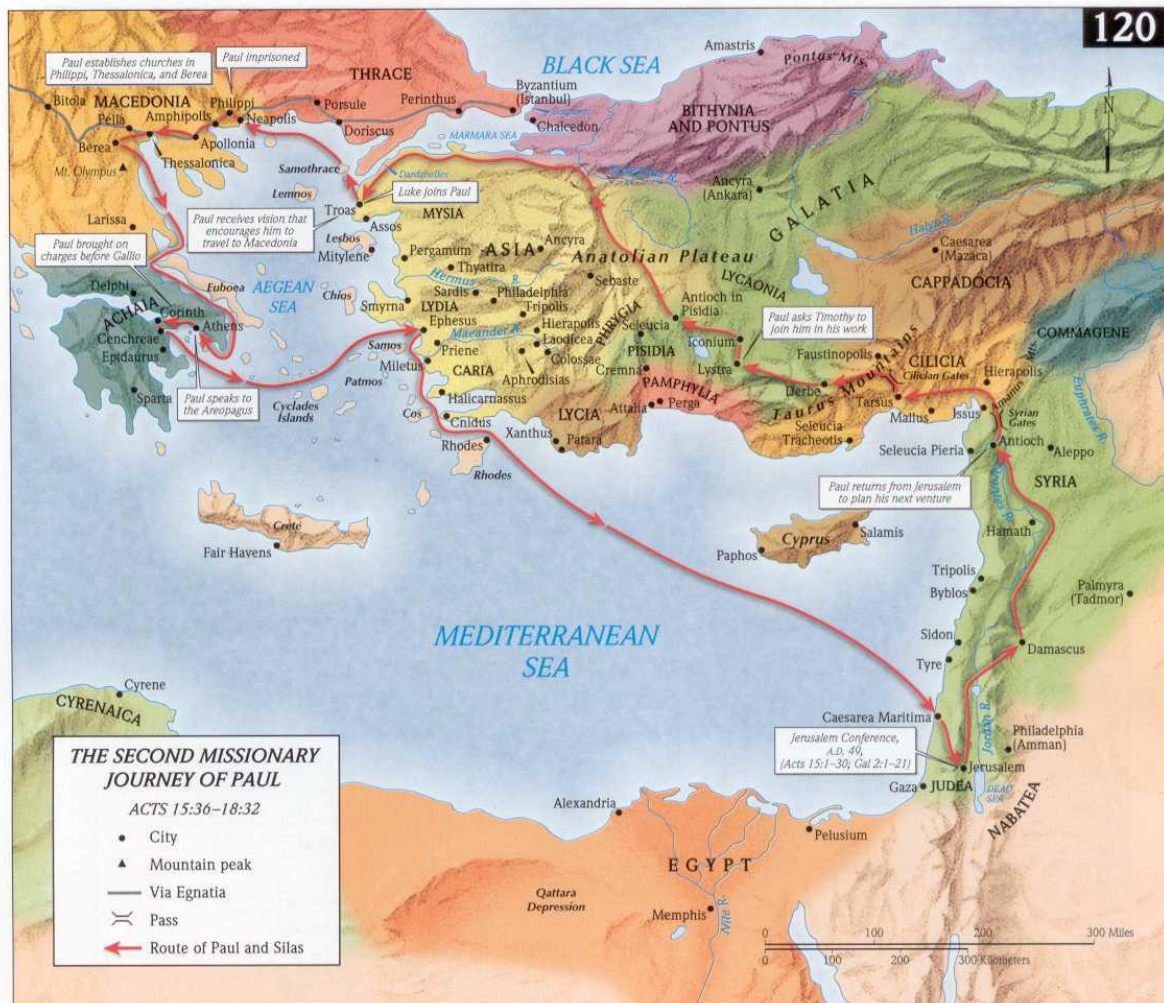 120
BLACK SEA
Amastris
Pontus Mts.
Paul establishes churches in
Philippi, Thessalonica, and Berea
Paul imprisoned
THRACE
Byzantium
(Istanbul)
BITHYNIA
AND PONTUS
Bitola
MACEDONIA
Philippi
Porsule
Perinthus
Bosporus
Pella
Amphipolis
Neapolis
Doriscus
Chalcedon
Berea
Apollonia
MARMARA SEA
N
Thessalonica
Mt. Olympus
Samothrace
Dardanelles
Lemnos
Luke joins Paul
Ancyra
(Ankara)
GALATIA
Troas
MYSIA
Larissa
Paul receives vision that
encourages him to
travel to Macedonia
Assos
Halys R.
Paul brought on
charges before Gallio
Lesbos
Mitylene
Pergamum
ASIA
Ancyra
Anatolian Plateau
Caesarea
(Mazaca)
Thyatira
Sebaste
LYCAONIA
CAPPADOCIA
Delphi
Euboea
AEGEAN
SEA
Hermus R.
Chios
Sardis
Philadelphia
Smyrna
LYDIA
Tripolis
PHRYGIA
Antioch in
Pisidia
Paul asks Timothy to
join him in his work
COMMAGENE
ACHAIA
Corinth
Athens
Ephesus
Hierapolis
Seleucia
Cenchreae
Maeander R.
Laodicea
Iconium
Faustinopolis
CILICIA
Mts.
Epidaurus
Samos
Priene
Colossae
PISIDIA
Lystra
Cilician Gates
Hierapolis
Miletus
CARIA
Aphrodisias
Cremna
Derbe
Taurus Mountains
Amanus
Sparta
Paul speaks to
the Areopagus
Patmos
PAMPHYLIA
Tarsus
Euphrates R.
Cyclades
Islands
Halicarnassus
LYCIA
Attalia
Perga
Mallus
Issus
Syrian
Gates
Cos
Cnidus
Xanthus
Patara
Seleucia
Tracheotis
Antioch
Rhodes
Seleucia Pieria
Aleppo
Rhodes
Paul returns from Jerusalem
to plan his next venture
SYRIA
Orontes R.
Crete
Cyprus
Salamis
Hamath
Fair Havens
Paphos
Tripolis
Byblos
Palmyra
(Tadmor)
MEDITERRANEAN
SEA
Sidon
Damascus
Tyre
Cyrene
CYRENAICA
Caesarea Maritima
Jordan R.
Philadelphia
(Amman)
Jerusalem Conference,
A.D. 49,
(Acts 15:1–30; Gal 2:1–21)
Jerusalem
Gaza
JUDEA
DEAD
SEA
NABATEA
Alexandria
Pelusium
EGYPT
Qattara
Depression
Memphis
Nile R.
0 100 200 300 Miles
0 100 200 300 Kilometers
THE SECOND MISSIONARY
JOURNEY OF PAUL
ACTS 15:36–18:32
City
Mountain peak
Via Egnatia
Pass
Route of Paul and Silas